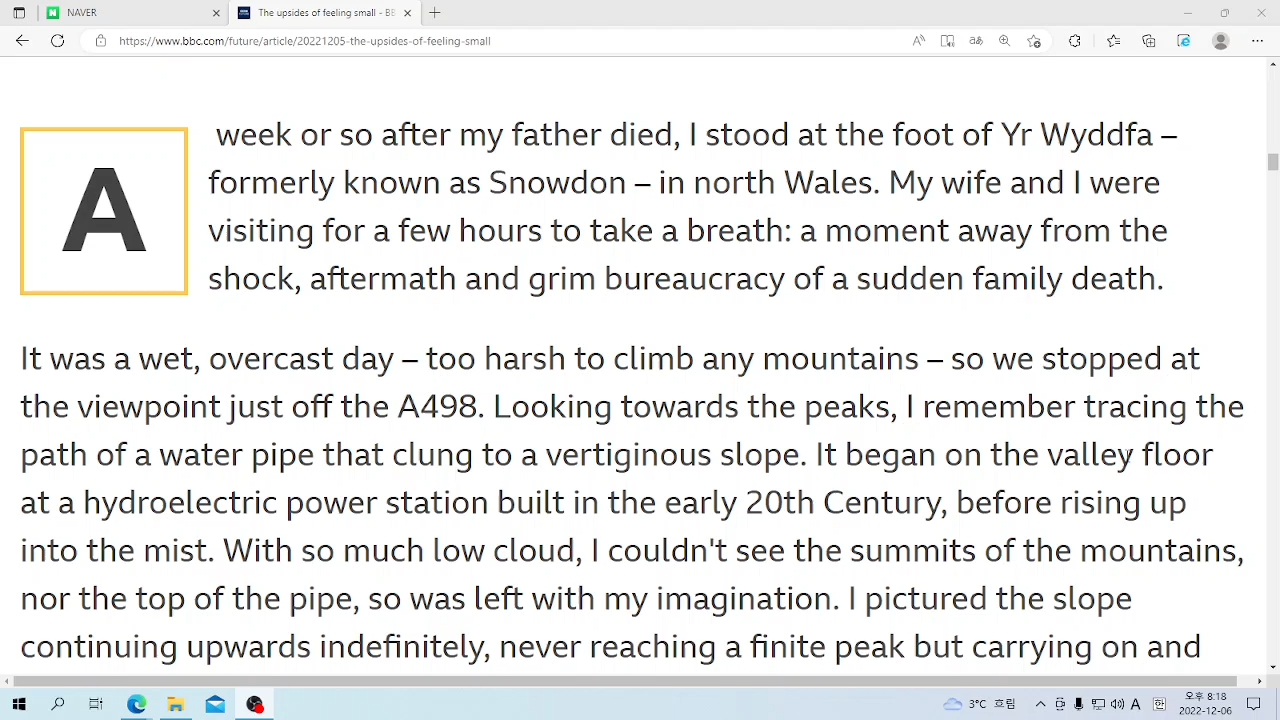 NAVER
The upsides of feeling small - BE
https://www.bbc.com/future/article/20221205-the-upsides-of-feeling-small
A week or so after my father died, I stood at the foot of Yr Wyddfa –
formerly known as Snowdon – in north Wales. My wife and I were
visiting for a few hours to take a breath: a moment away from the
shock, aftermath and grim bureaucracy of a sudden family death.
It was a wet, overcast day – too harsh to climb any mountains – so we stopped at
the viewpoint just off the A498. Looking towards the peaks, I remember tracing the
path of a water pipe that clung to a vertiginous slope. It began on the valley floor
at a hydroelectric power station built in the early 20th Century, before rising up
into the mist. With so much low cloud, I couldn't see the summits of the mountains,
nor the top of the pipe, so was left with my imagination. I pictured the slope
continuing upwards indefinitely, never reaching a finite peak but carrying on and
3°C 흐림
A
오후 8:18
2022-12-06